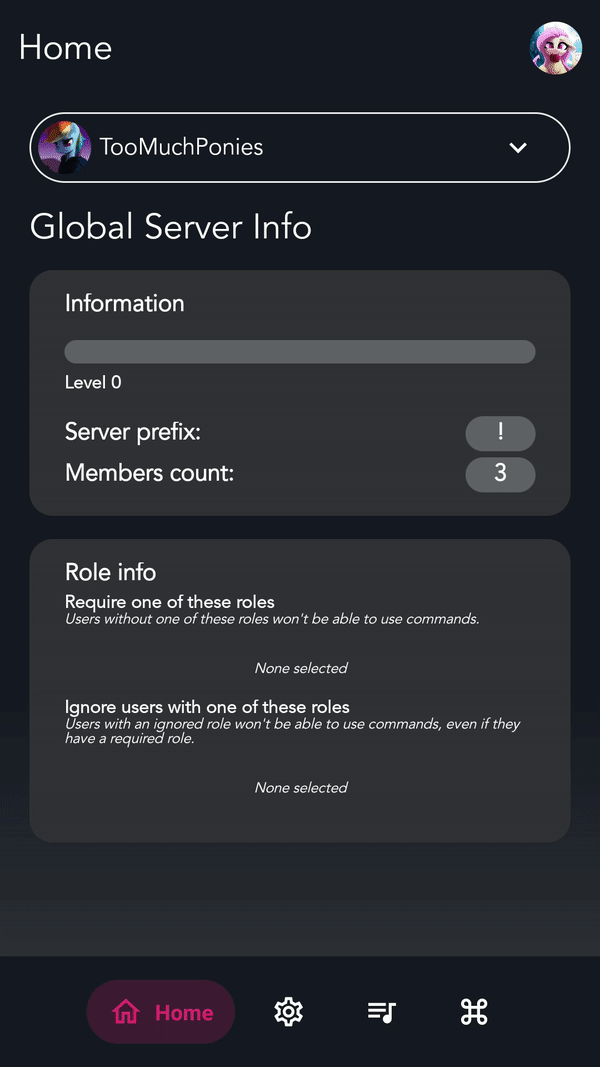 Home
TooMuchPonies
Global Server Info
Information
Level 0
Server prefix: !
Members count: 3
Role info
Require one of these roles
Users without one of these roles won't be able to use commands.
None selected
Ignore users with one of these roles
Users with an ignored role won't be able to use commands, even if they
have a required role.
None selected
Home